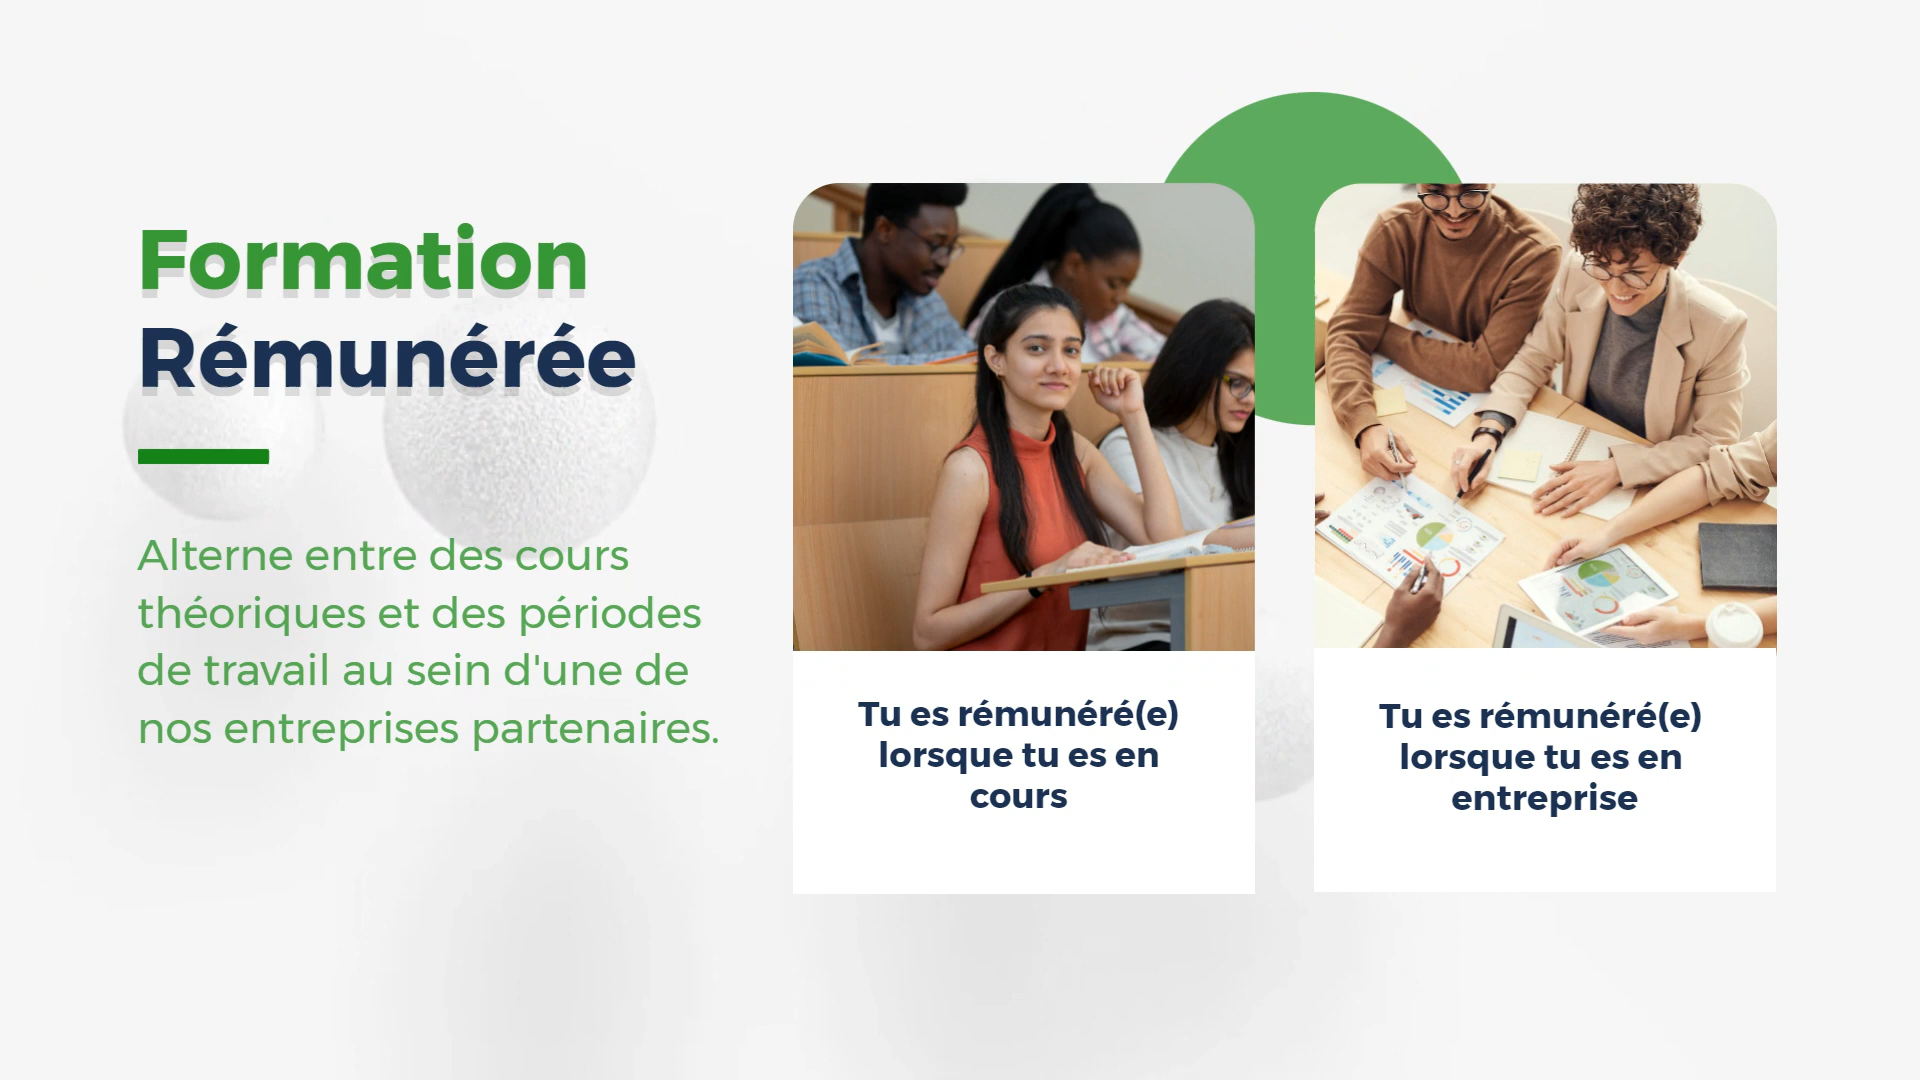 Formation
Rémunérée
Alterne entre des cours
théoriques et des périodes
de travail au sein d'une de
nos entreprises partenaires.
Tu es rémunéré(e)
lorsque tu es en
cours
Tu es rémunéré(e)
lorsque tu es en
entreprise